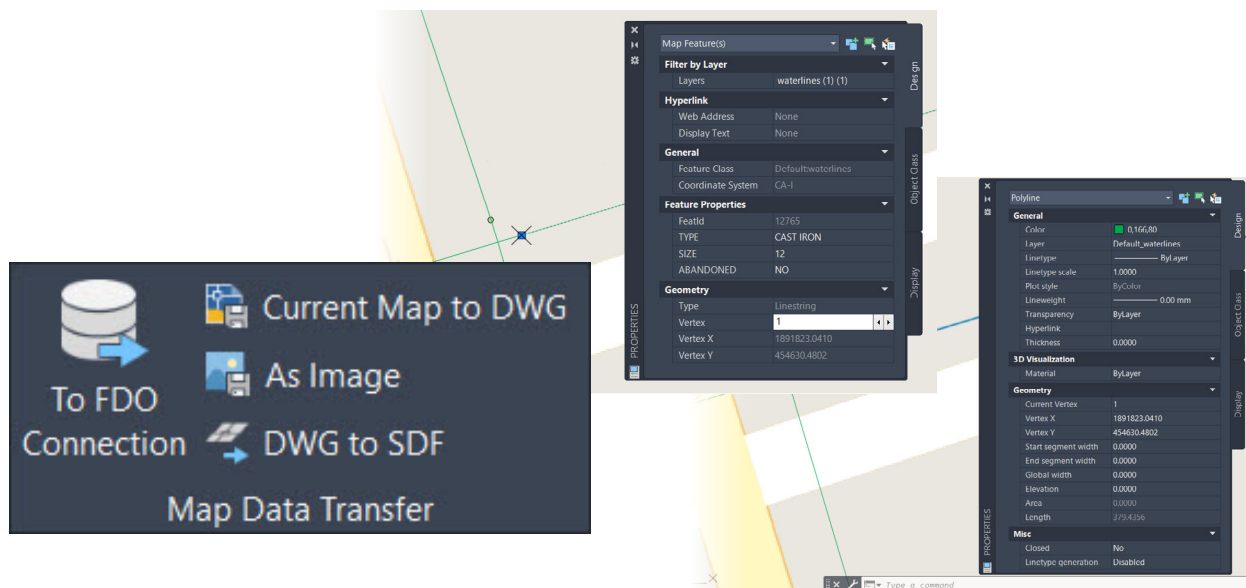 Map Feature(s)
Filter by Layer
Layers waterlines (1) (1)
Hyperlink
Web Address None
Display Text None
General
Feature Class Default:waterlines
Coordinate System CA-I
Feature Properties
FeatId 12765
TYPE CAST IRON
SIZE 12
ABANDONED NO
Geometry
Type Linestring
Vertex 1
Vertex X 1891823.0410
Vertex Y 454630.4802
Design
Object Class
Display
PROPERTIES
To FDO
Connection
Current Map to DWG
As Image
DWG to SDF
Map Data Transfer
Polyline
General
Color 0,166,80
Layer Default_waterlines
Linetype ByLayer
Linetype scale 1.0000
Plot style ByColor
Lineweight 0.00 mm
Transparency ByLayer
Hyperlink
Thickness 0.0000
3D Visualization
Material ByLayer
Geometry
Current Vertex 1
Vertex X 1891823.0410
Vertex Y 454630.4802
Start segment width 0.0000
End segment width 0.0000
Global width 0.0000
Elevation 0.0000
Area 0.0000
Length 379.4356
Misc
Closed No
Linetype generation Disabled
Design
Object Class
Display
PROPERTIES
Type a command